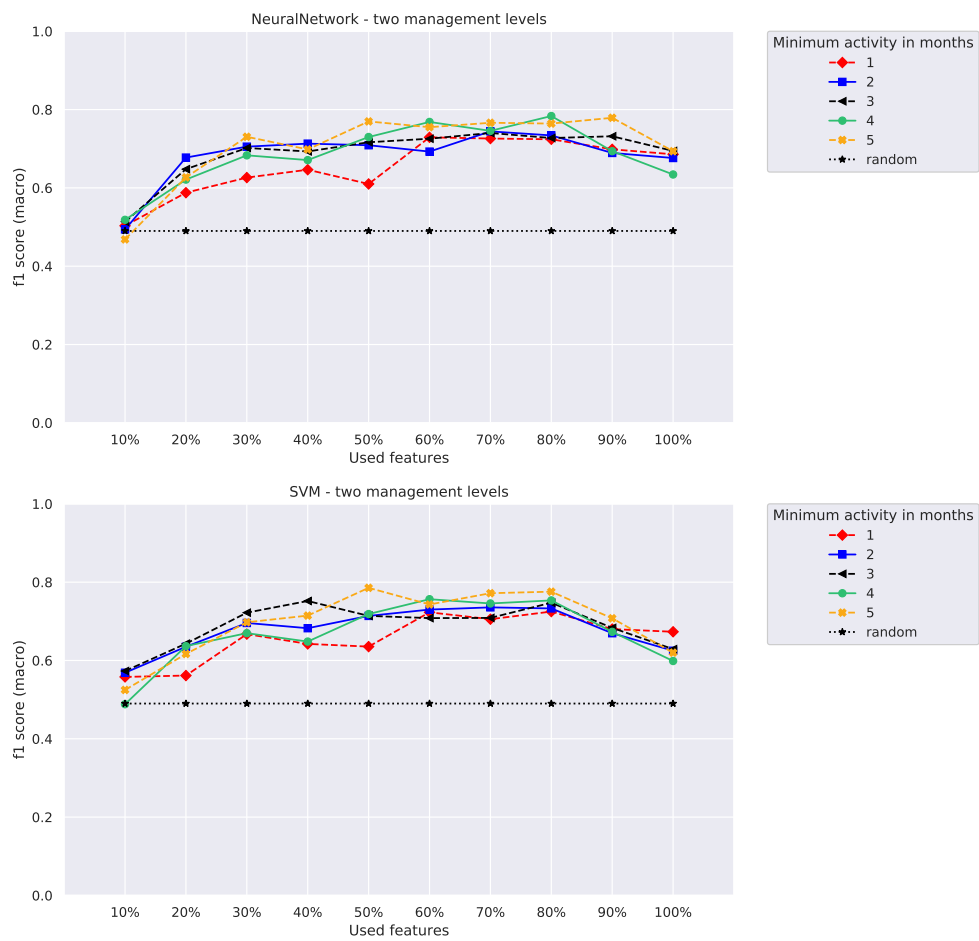 NeuralNetwork - two management levels
1.0
0.8
0.6
0.4
0.2
0.0
f1 score (macro)
10% 20% 30% 40% 50% 60% 70% 80% 90% 100%
Used features
Minimum activity in months
1
2
3
4
5
random
SVM - two management levels
1.0
0.8
0.6
0.4
0.2
0.0
f1 score (macro)
10% 20% 30% 40% 50% 60% 70% 80% 90% 100%
Used features
Minimum activity in months
1
2
3
4
5
random